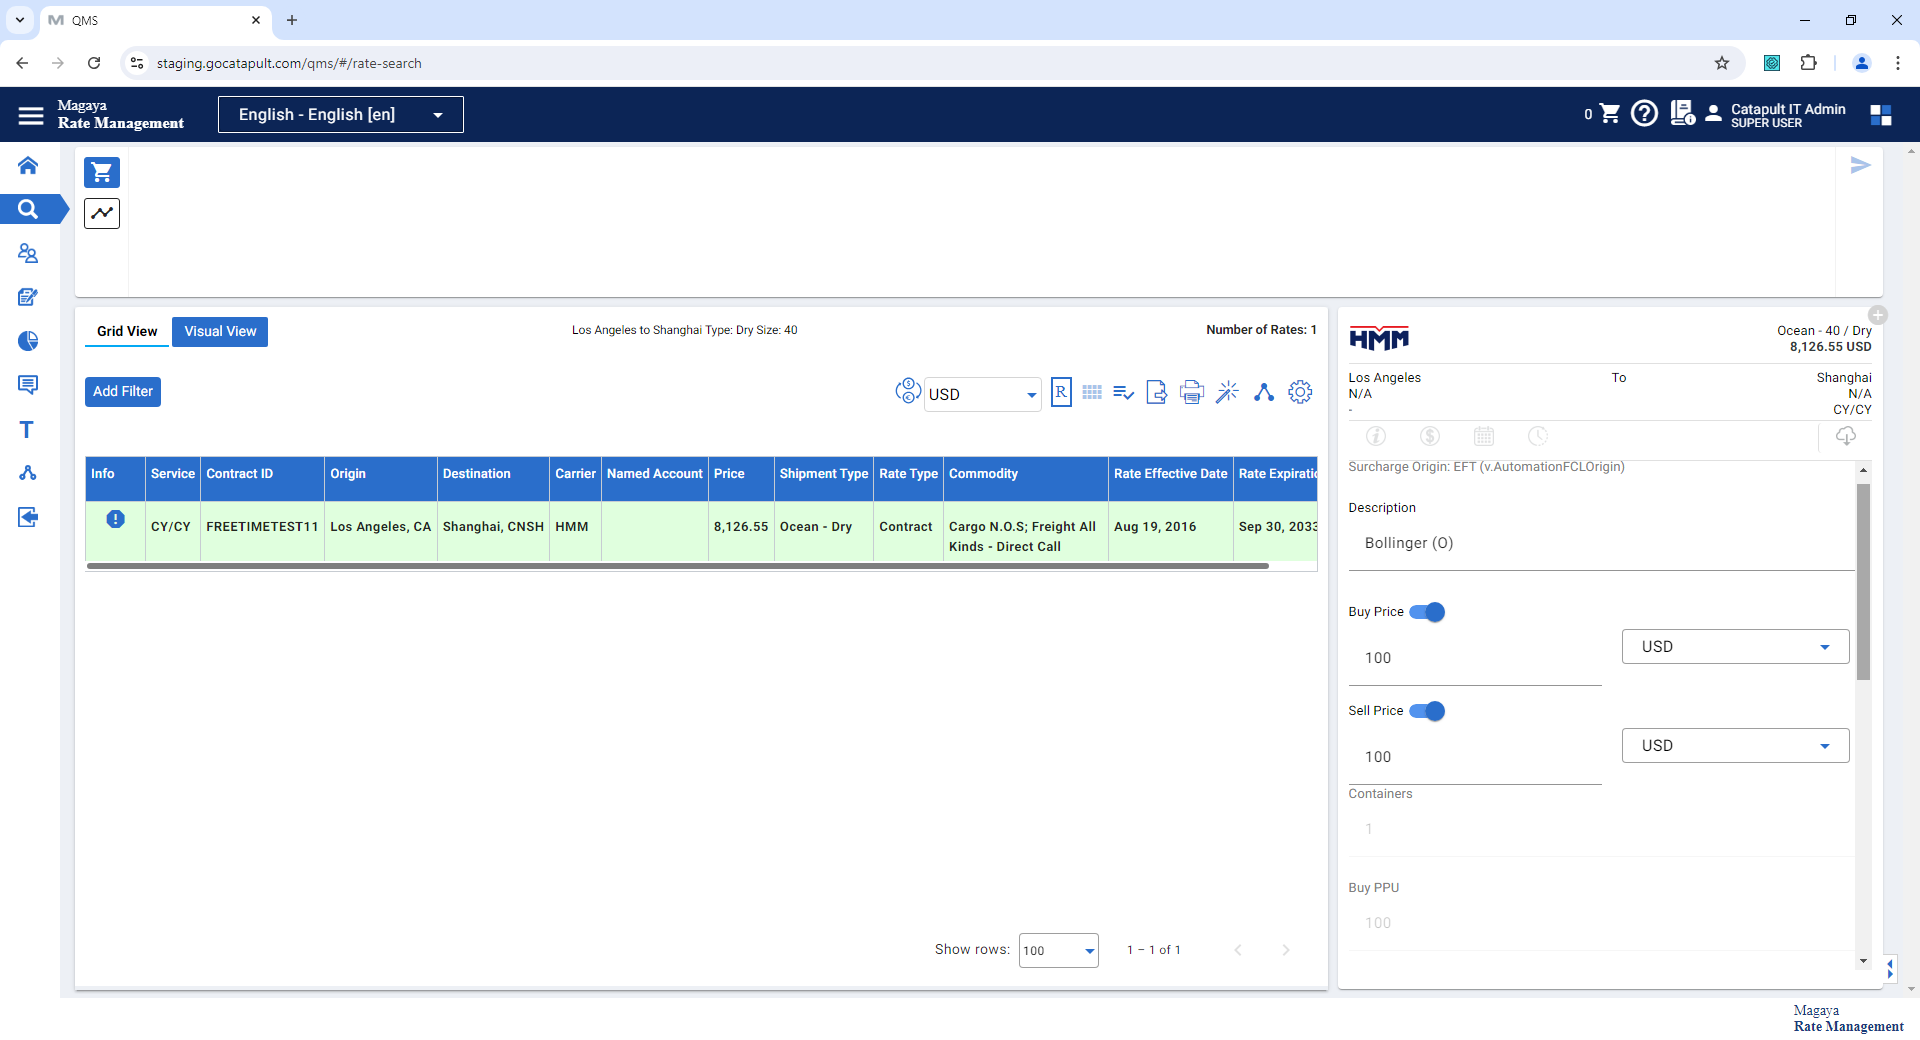 QMS
staging.gocatapult.com/qms/#/rate-search
Magaya
Rate Management
English - English [en]
0
Catapult IT Admin
SUPER USER
Grid View
Visual View
Los Angeles to Shanghai Type: Dry Size: 40
Number of Rates: 1
Add Filter
USD
R
Info Service Contract ID Origin Destination Carrier Named Account Price Shipment Type Rate Type Commodity Rate Effective Date Rate Expiratio
CY/CY FREETIMETEST11 Los Angeles, CA Shanghai, CNSH HMM 8,126.55 Ocean - Dry Contract Cargo N.O.S; Freight All Aug 19, 2016 Sep 30, 2033
Kinds - Direct Call
Show rows: 100 1 – 1 of 1
HMM
Ocean - 40 / Dry
8,126.55 USD
Los Angeles To Shanghai
N/A N/A
- CY/CY
Surcharge Origin: EFT (v.AutomationFCLOrigin)
Description
Bollinger (O)
Buy Price
100 USD
Sell Price
100 USD
Containers
1
Buy PPU
100
Magaya
Rate Management